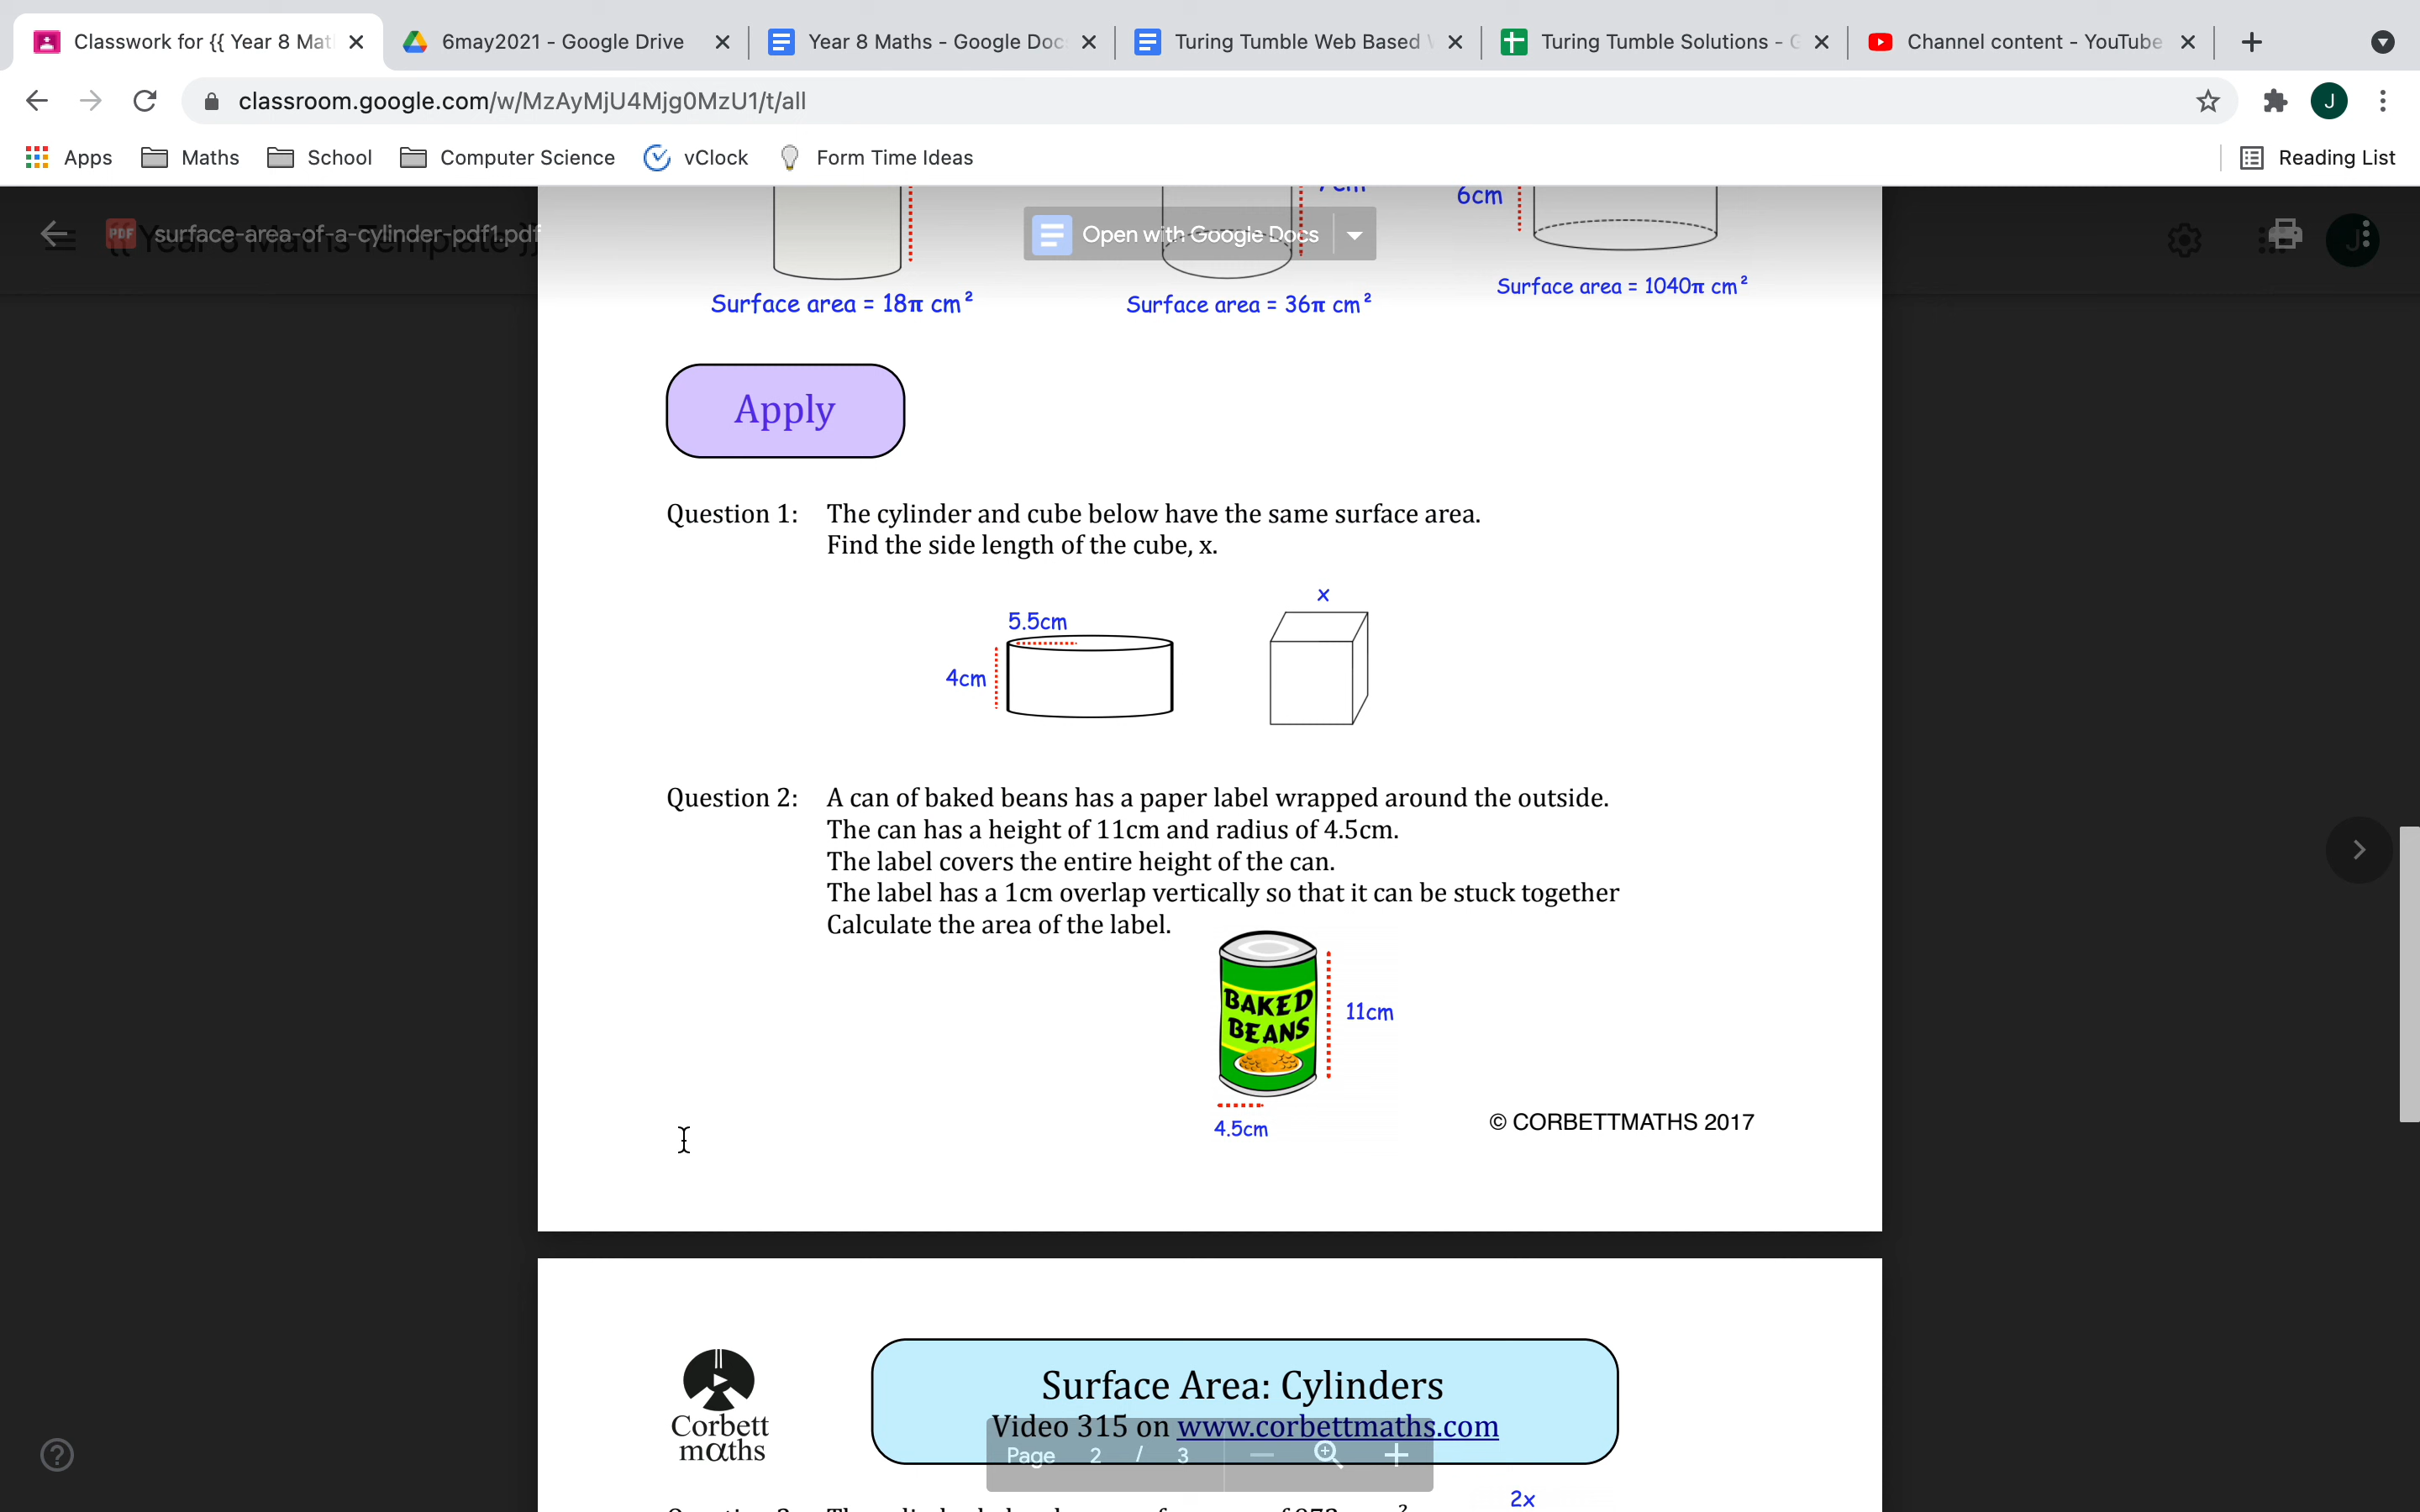 Classwork for {{ Year 8 Mat
6may2021 - Google Drive
Year 8 Maths - Google Doc
Turing Tumble Web Based
Turing Tumble Solutions - G
Channel content - YouTube
classroom.google.com/w/MzAyMjU4Mjg0MzU1/t/all
J
Apps
Maths
School
Computer Science
vClock
Form Time Ideas
Reading List
PDF
surface-area-of-a-cylinder-pdf1.pdf
{{ Year 8 Maths Template }}
Open with Google Docs
J
7cm
6cm
Surface area = 18π cm²
Surface area = 36π cm²
Surface area = 1040π cm²
Apply
Question 1: The cylinder and cube below have the same surface area.
Find the side length of the cube, x.
x
5.5cm
4cm
Question 2: A can of baked beans has a paper label wrapped around the outside.
The can has a height of 11cm and radius of 4.5cm.
The label covers the entire height of the can.
The label has a 1cm overlap vertically so that it can be stuck together
Calculate the area of the label.
BAKED
BEANS
11cm
4.5cm
© CORBETTMATHS 2017
Corbett
mαths
Surface Area: Cylinders
Video 315 on www.corbettmaths.com
Page 2 / 3
2x